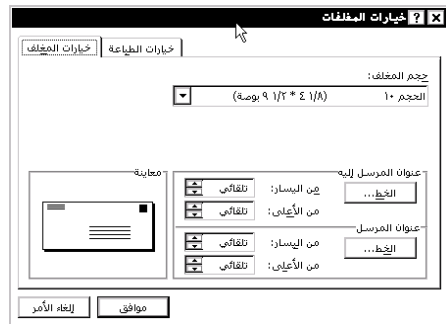 خيارات المغلفات
خيارات المغلف
خيارات الطباعة
حجم المغلف:
الحجم ١٠ (٤ ١/٨ * ٩ ١/٢ بوصة)
عنوان المرسل إليه
معاينة
الخط...
من اليسار: تلقائي
من الأعلى: تلقائي
عنوان المرسل
الخط...
من اليسار: تلقائي
من الأعلى: تلقائي
موافق
إلغاء الأمر